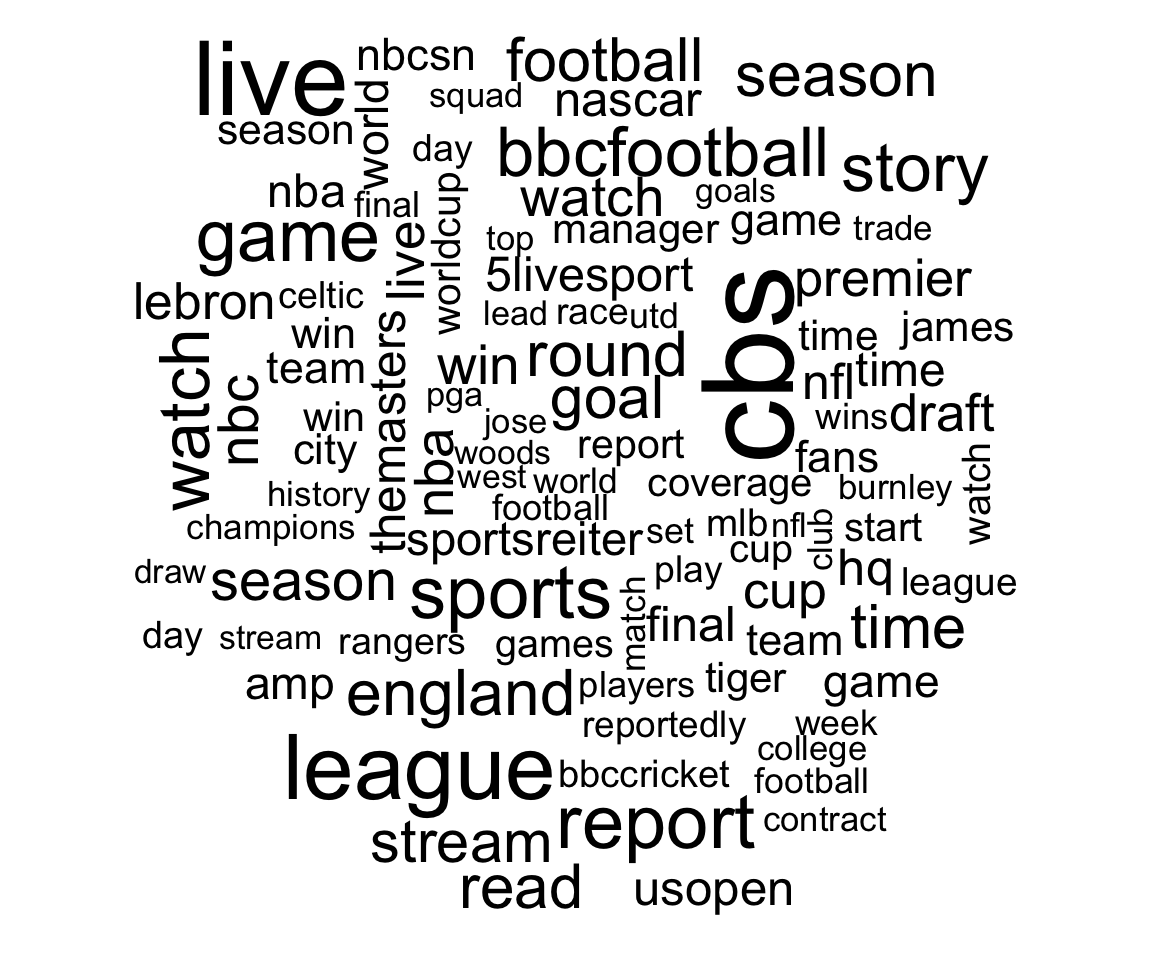 live
nbcsn
football
season
squad
nascar
season
world
day
bbcfootball
story
nba
final
watch
goals
game
live
worldcup
top
manager
game
trade
5livesport
cbs
premier
lebron
celtic
lead
race
utd
time
james
watch
win
team
themasters
win
round
nfl
time
nbc
win
pga
goal
wins
draft
jose
city
nba
woods
report
fans
west
world
coverage
burnley
watch
history
football
champions
sportsreiter
set
mlb
nfl
club
start
draw
season
sports
play
cup
hq
league
cup
match
day
stream
rangers
games
final
team
time
amp
england
players
tiger
game
reportedly
week
college
league
bbccricket
football
stream
report
contract
read
usopen